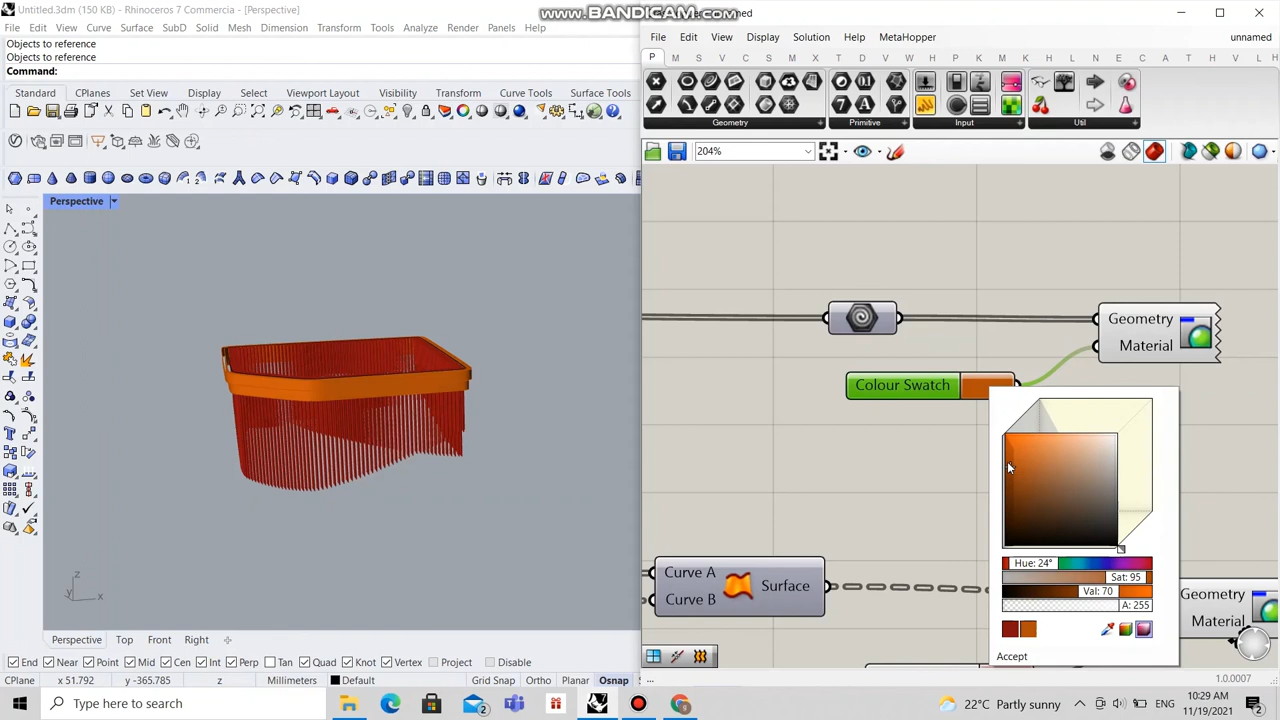 Untitled.3dm (150 KB) - Rhinoceros 7 Commercia - [Perspective]
WWW.BANDICAM.COM
File Edit View Curve Surface SubD Solid Mesh Dimension Transform Tools Analyze Render Panels
Objects to reference
Objects to reference
Command:
Standard CPlanes Set View Display Select Viewport Layout Visibility Transform Curve Tools Surface Tools
Perspective
z
y x
Perspective Top Front Right
End Near Point Mid Cen Int Perp Tan Quad Knot Vertex Project Disable
CPlane x 51.792 y -365.785 z Millimeters Default Grid Snap Ortho Planar Osnap
File Edit View Display Solution Help MetaHopper unnamed
P M S V C S M X T D T V K H L W H L P B N E C D T H L H
Geometry Primitive Input Util
204%
Geometry
Material
Colour Swatch
Hue: 24°
Sat: 95
Val: 70
A: 255
Accept
Curve A
Curve B
Surface
Geometry
Material
...
1.0.0007
Type here to search
22°C Partly sunny
ENG
10:29 AM
11/19/2021